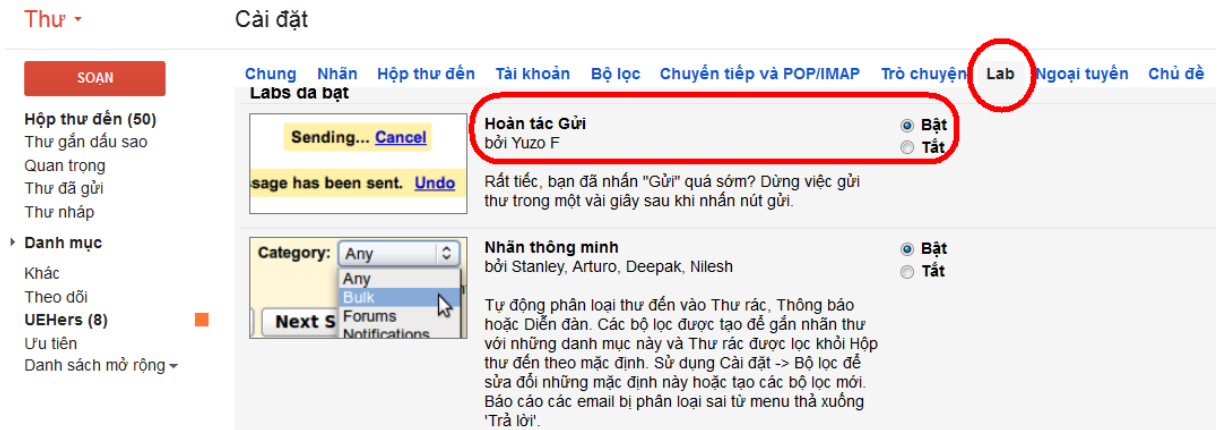 Thư
Cài đặt
SOẠN
Chung Nhãn Hộp thư đến Tài khoản Bộ lọc Chuyển tiếp và POP/IMAP Trò chuyện Lab Ngoại tuyến Chủ đề
Labs đã bật
Hộp thư đến (50)
Thư gắn dấu sao
Quan trọng
Thư đã gửi
Thư nháp
Danh mục
Khác
Theo dõi
UEHers (8)
Ưu tiên
Danh sách mở rộng
Sending... Cancel
ssage has been sent. Undo
Hoàn tác Gửi
bởi Yuzo F
Bật
Tắt
Rất tiếc, bạn đã nhấn "Gửi" quá sớm? Dừng việc gửi
thư trong một vài giây sau khi nhấn nút gửi.
Category: Any
Any
Bulk
Forums
Notifications
Next S
Nhãn thông minh
bởi Stanley, Arturo, Deepak, Nilesh
Bật
Tắt
Tự động phân loại thư đến vào Thư rác, Thông báo
hoặc Diễn đàn. Các bộ lọc được tạo để gắn nhãn thư
với những danh mục này và Thư rác được lọc khỏi Hộp
thư đến theo mặc định. Sử dụng Cài đặt -> Bộ lọc để
sửa đổi những mặc định này hoặc tạo các bộ lọc mới.
Báo cáo các email bị phân loại sai từ menu thả xuống
'Trả lời'.